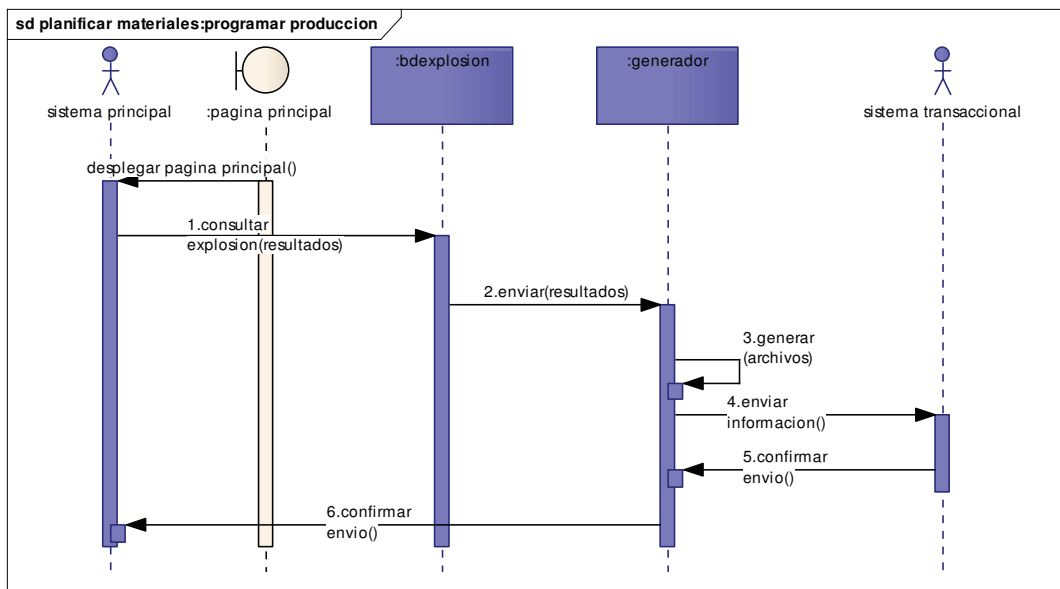 sd planificar materiales:programar produccion
sistema principal
:pagina principal
:bdexplosion
:generador
sistema transaccional
desplegar pagina principal()
1.consultar
explosion(resultados)
2.enviar(resultados)
3.generar
(archivos)
4.enviar
informacion()
5.confirmar
envio()
6.confirmar
envio()